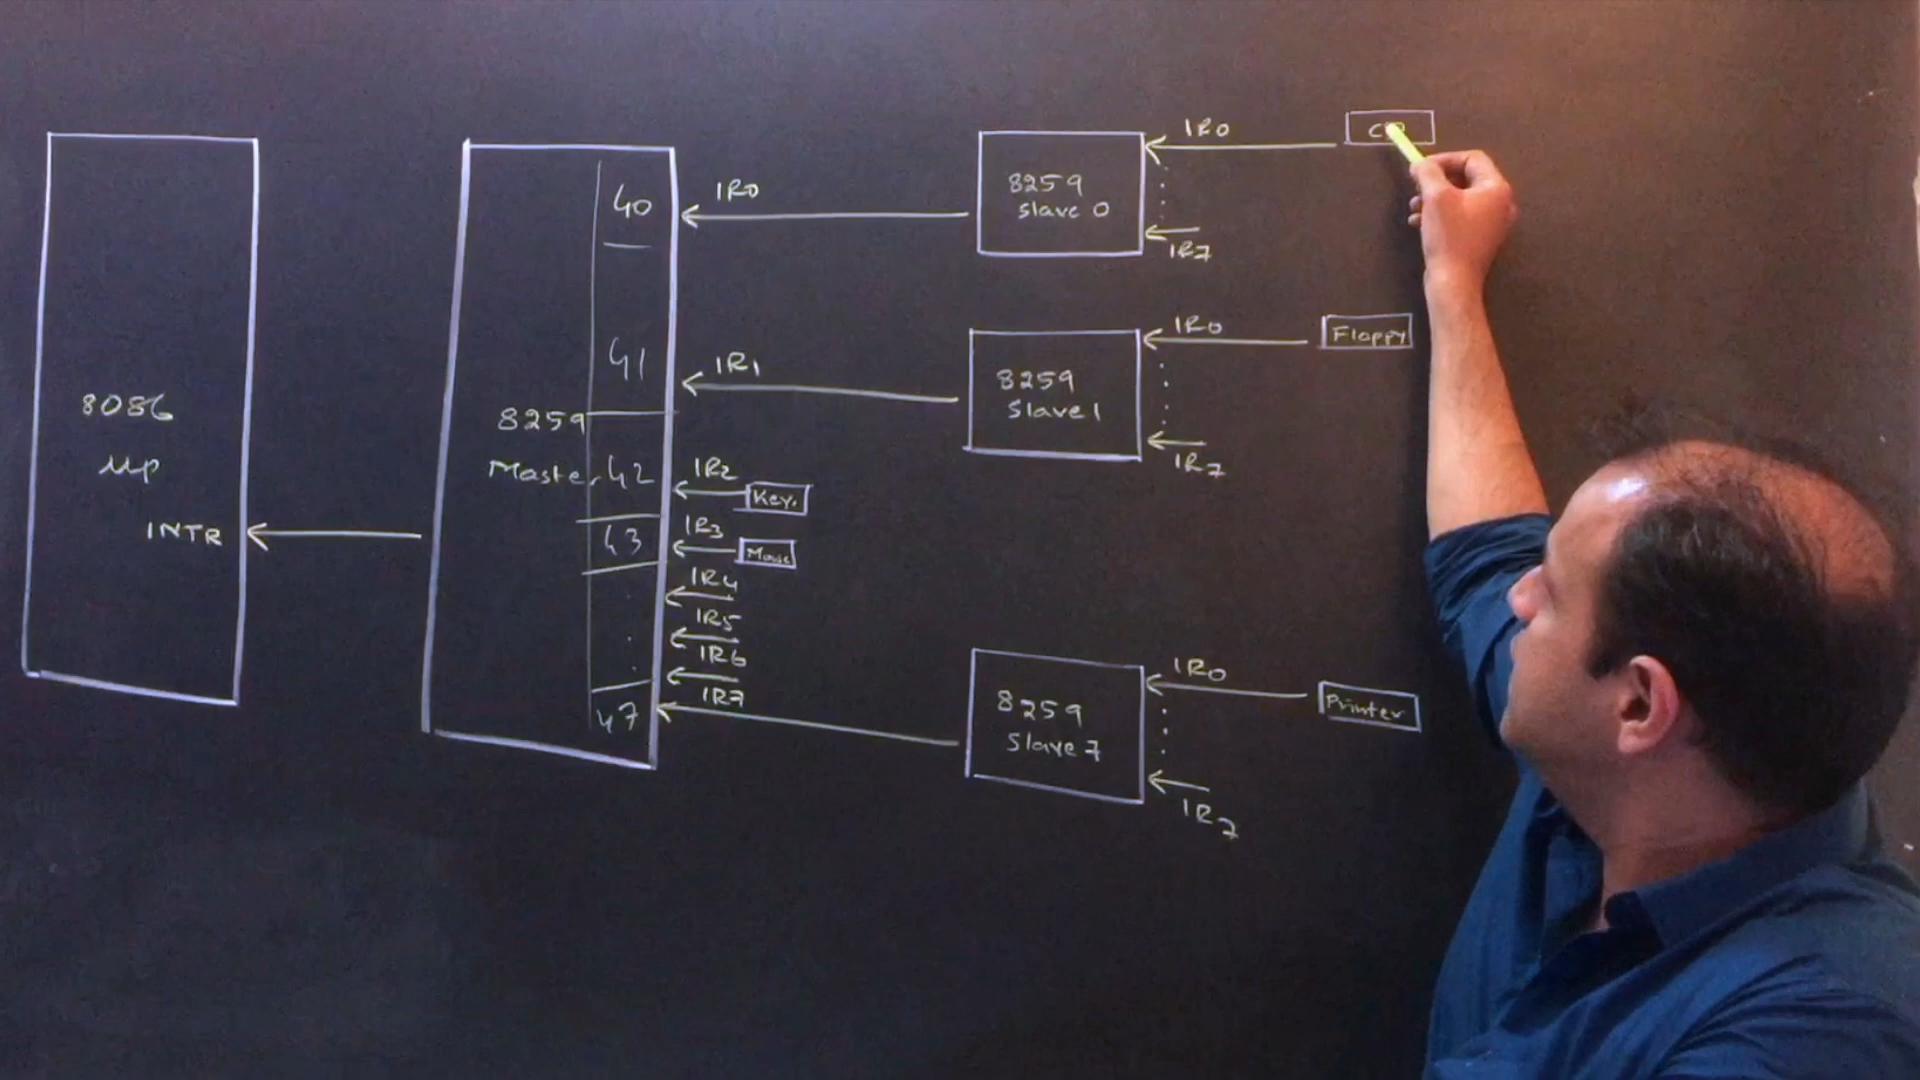 8086
μp
INTR
8259
Master
40
41
42
43
47
IR0
IR1
IR2
Key.
IR3
Mouse
IR4
IR5
IR6
IR7
8259
Slave 0
IR0
IR7
8259
Slave 1
IR0
Floppy
IR7
8259
Slave 7
IR0
Printer
IR7